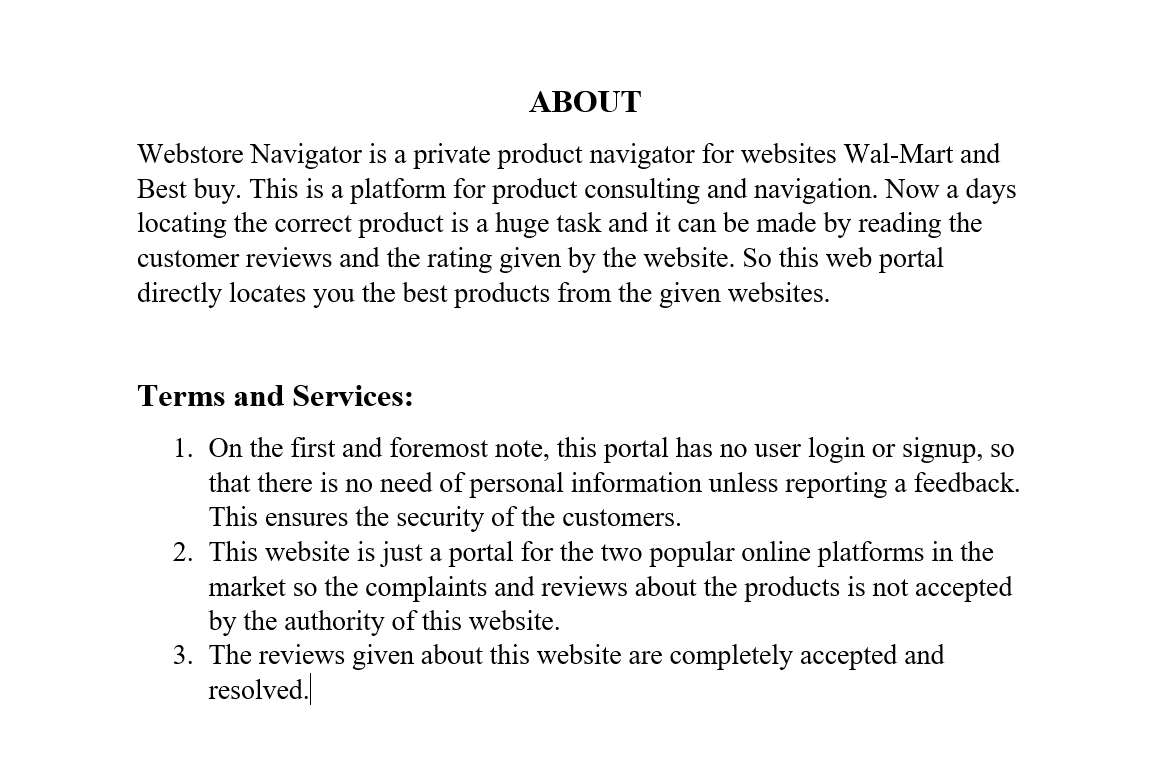 ABOUT
Webstore Navigator is a private product navigator for websites Wal-Mart and
Best buy. This is a platform for product consulting and navigation. Now a days
locating the correct product is a huge task and it can be made by reading the
customer reviews and the rating given by the website. So this web portal
directly locates you the best products from the given websites.
Terms and Services:
1. On the first and foremost note, this portal has no user login or signup, so
that there is no need of personal information unless reporting a feedback.
This ensures the security of the customers.
2. This website is just a portal for the two popular online platforms in the
market so the complaints and reviews about the products is not accepted
by the authority of this website.
3. The reviews given about this website are completely accepted and
resolved.